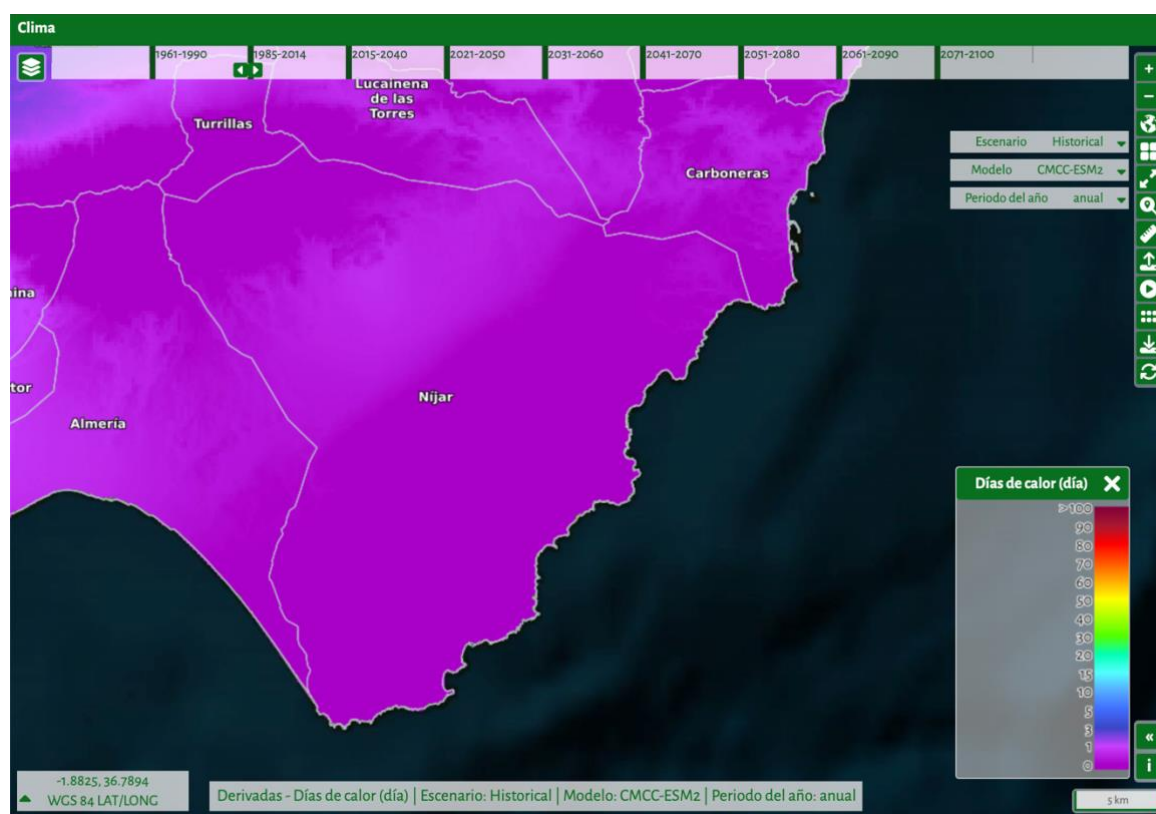 Clima
1961-1990 1985-2014 2015-2040 2021-2050 2031-2060 2041-2070 2051-2080 2061-2090 2071-2100
Lucainena
de las
Torres
Turrillas
Carboneras
Escenario Historical
Modelo CMCC-ESM2
Periodo del año anual
ina
tor
Níjar
Almería
Días de calor (día)
>100
90
80
70
60
50
40
30
20
15
10
5
3
1
0
-1.8825, 36.7894
WGS 84 LAT/LONG
Derivadas - Días de calor (día) | Escenario: Historical | Modelo: CMCC-ESM2 | Periodo del año: anual
5 km